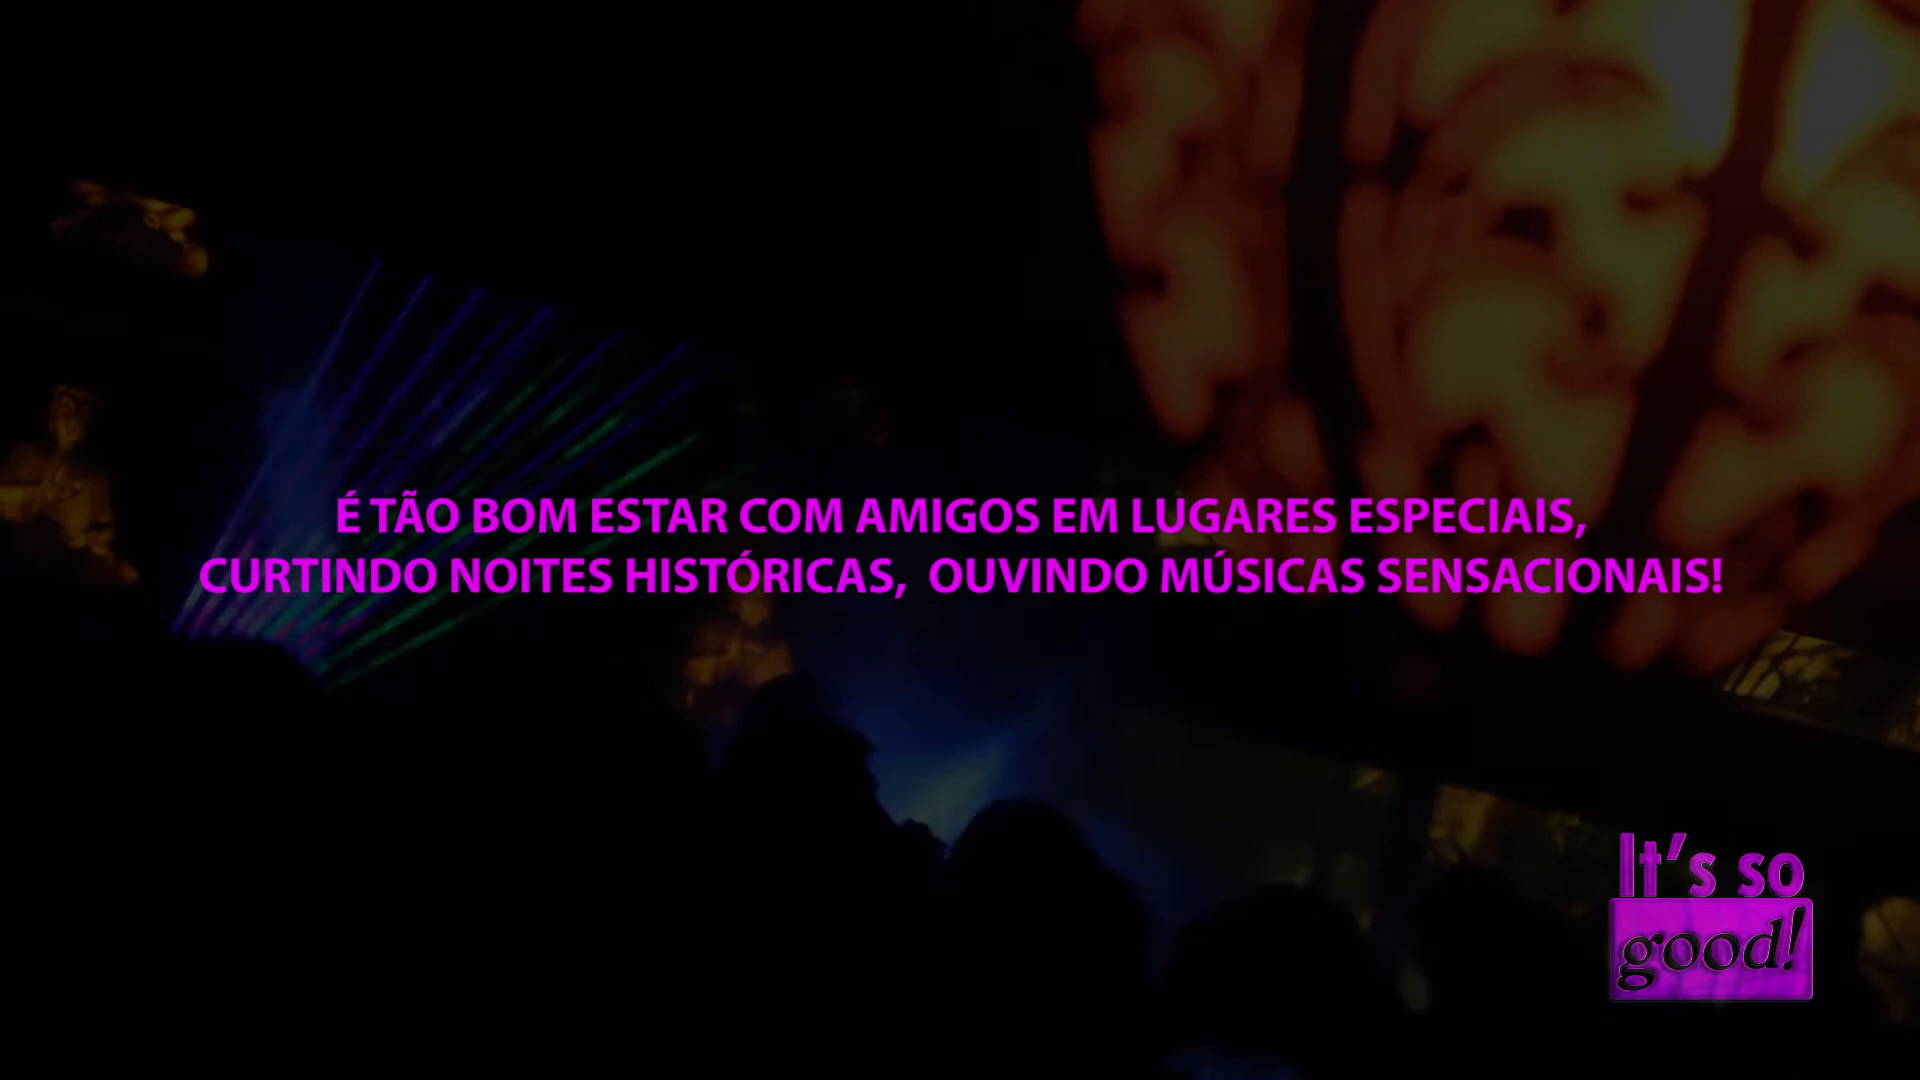 É TÃO BOM ESTAR COM AMIGOS EM LUGARES ESPECIAIS,
CURTINDO NOITES HISTÓRICAS, OUVINDO MÚSICAS SENSACIONAIS!
It's so
good!